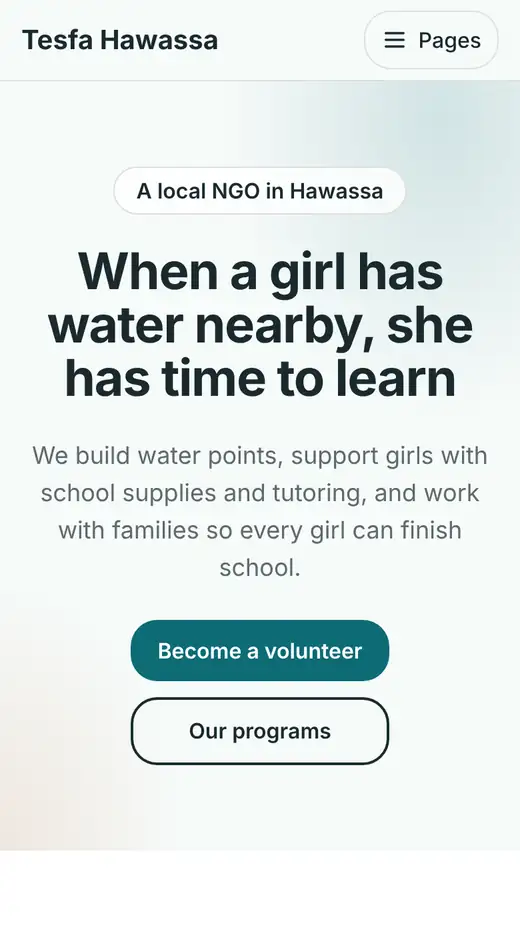 Tesfa Hawassa
Pages
A local NGO in Hawassa
When a girl has
water nearby, she
has time to learn
We build water points, support girls with
school supplies and tutoring, and work
with families so every girl can finish
school.
Become a volunteer
Our programs